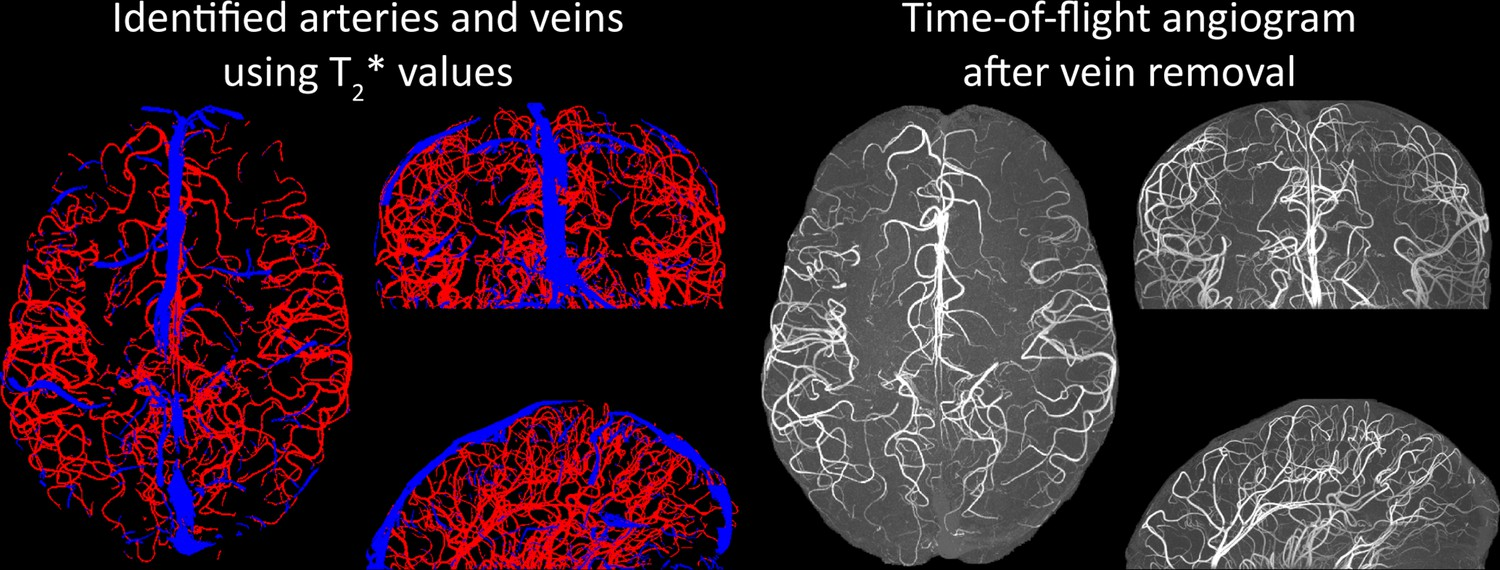 Identified arteries and veins
using T₂* values
Time-of-flight angiogram
after vein removal